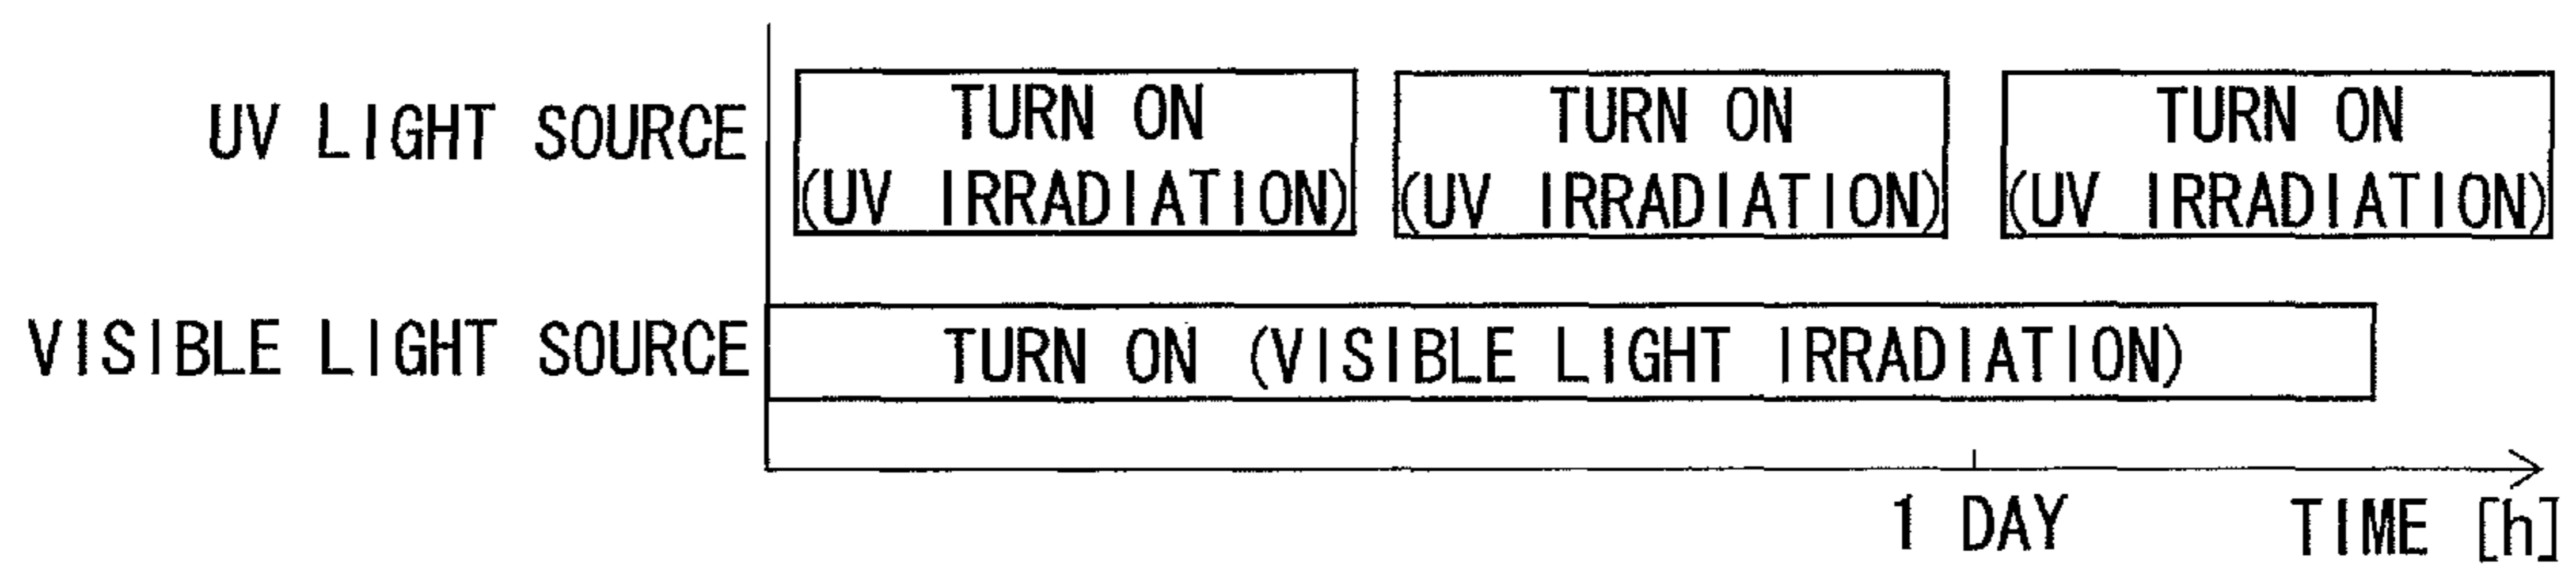 UV LIGHT SOURCE
TURN ON
(UV IRRADIATION)
TURN ON
(UV IRRADIATION)
TURN ON
(UV IRRADIATION)
VISIBLE LIGHT SOURCE
TURN ON (VISIBLE LIGHT IRRADIATION)
1 DAY
TIME [h]